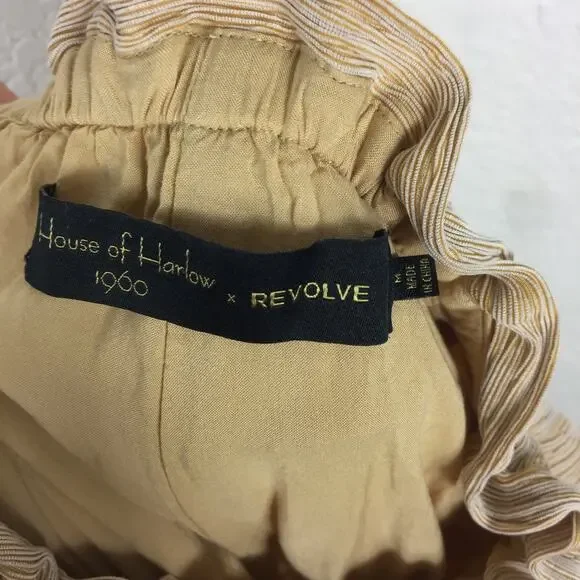 House of Harlow
1960 × REVOLVE
M
MADE
IN CHINA